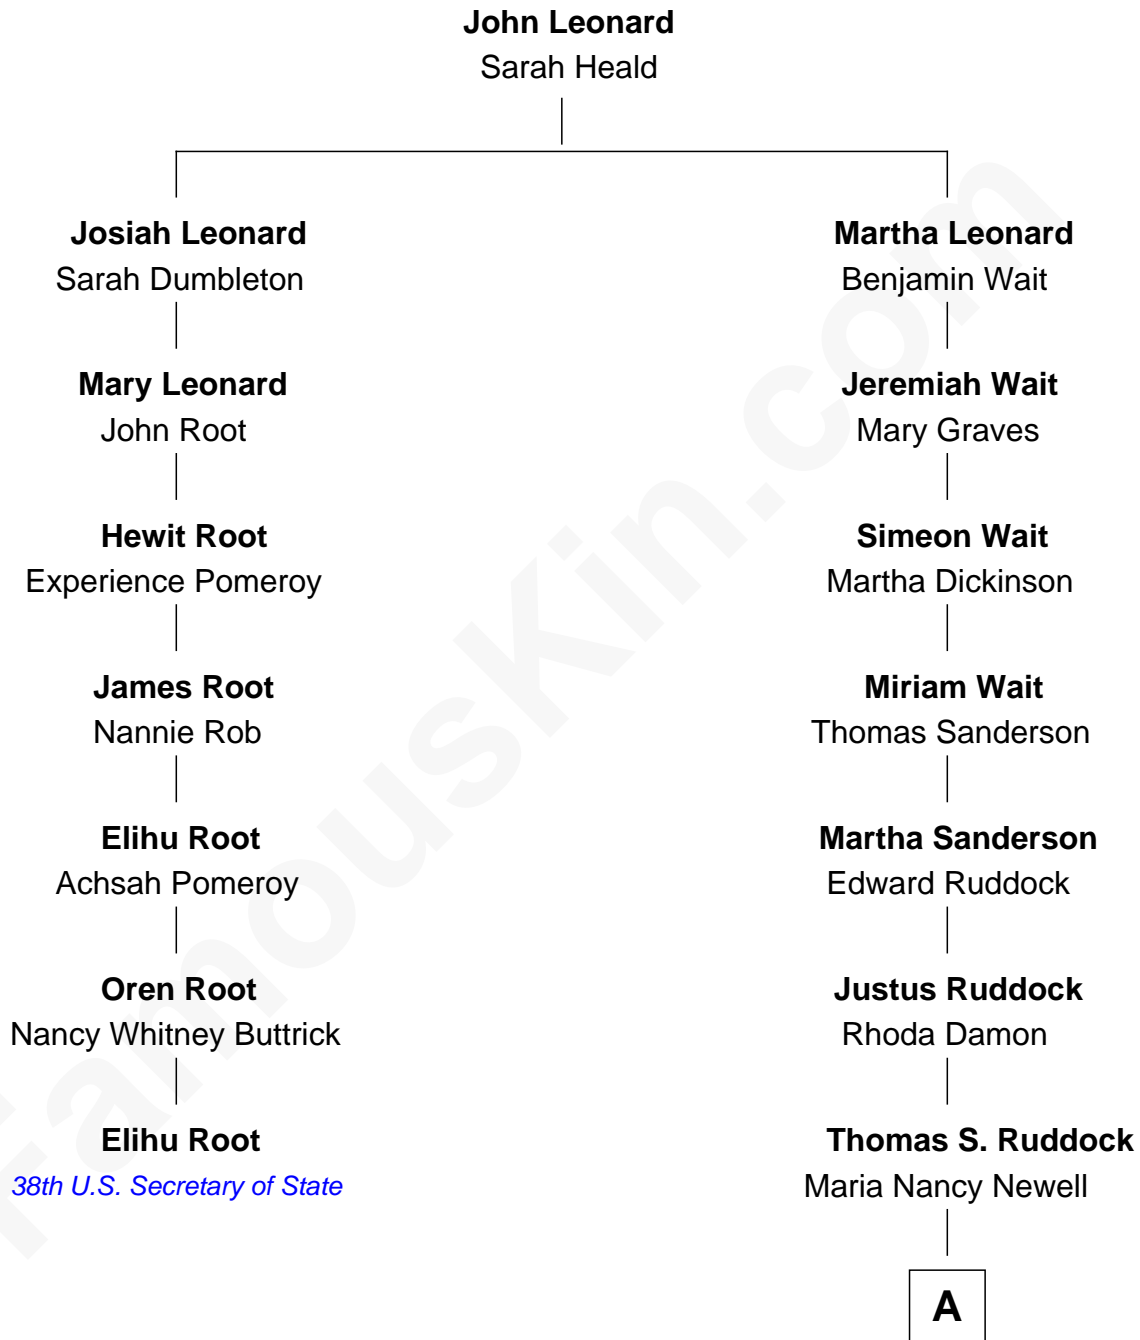 John Leonard
Sarah Heald
Josiah Leonard
Sarah Dumbleton
Martha Leonard
Benjamin Wait
Mary Leonard
John Root
Jeremiah Wait
Mary Graves
Hewit Root
Experience Pomeroy
Simeon Wait
Martha Dickinson
James Root
Nannie Rob
Miriam Wait
Thomas Sanderson
Elihu Root
Achsah Pomeroy
Martha Sanderson
Edward Ruddock
Oren Root
Nancy Whitney Buttrick
Justus Ruddock
Rhoda Damon
Elihu Root
38th U.S. Secretary of State
Thomas S. Ruddock
Maria Nancy Newell
A
FamousKin.com